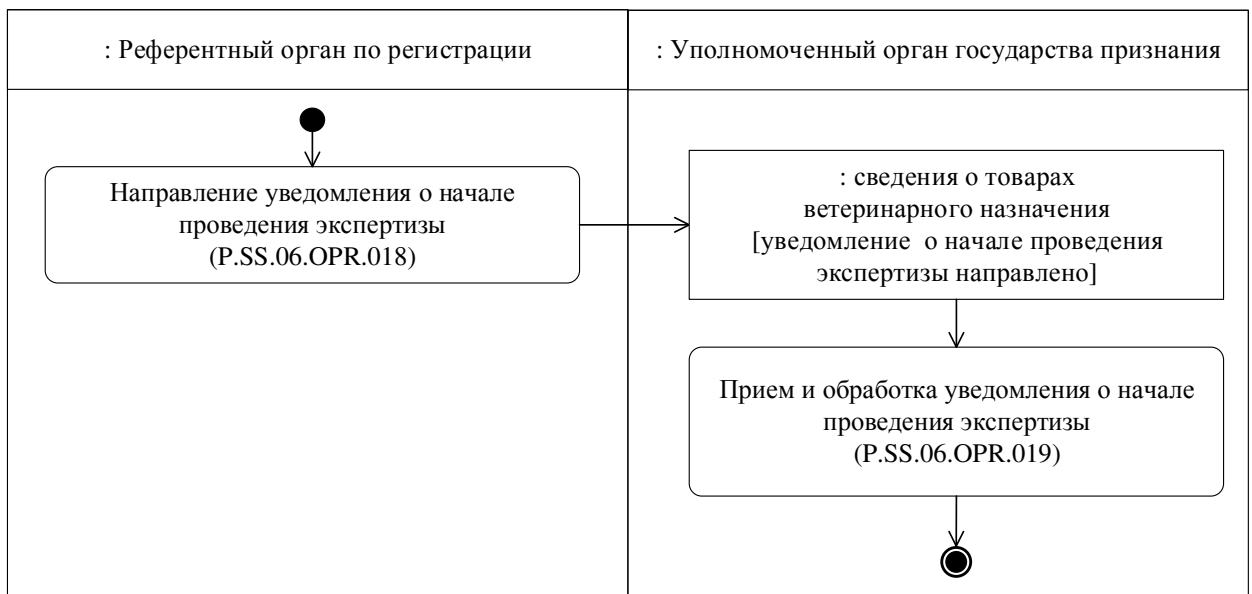 : Референтный орган по регистрации
: Уполномоченный орган государства признания
Направление уведомления о начале
проведения экспертизы
(P.SS.06.OPR.018)
: сведения о товарах
ветеринарного назначения
[уведомление о начале проведения
экспертизы направлено]
Прием и обработка уведомления о начале
проведения экспертизы
(P.SS.06.OPR.019)